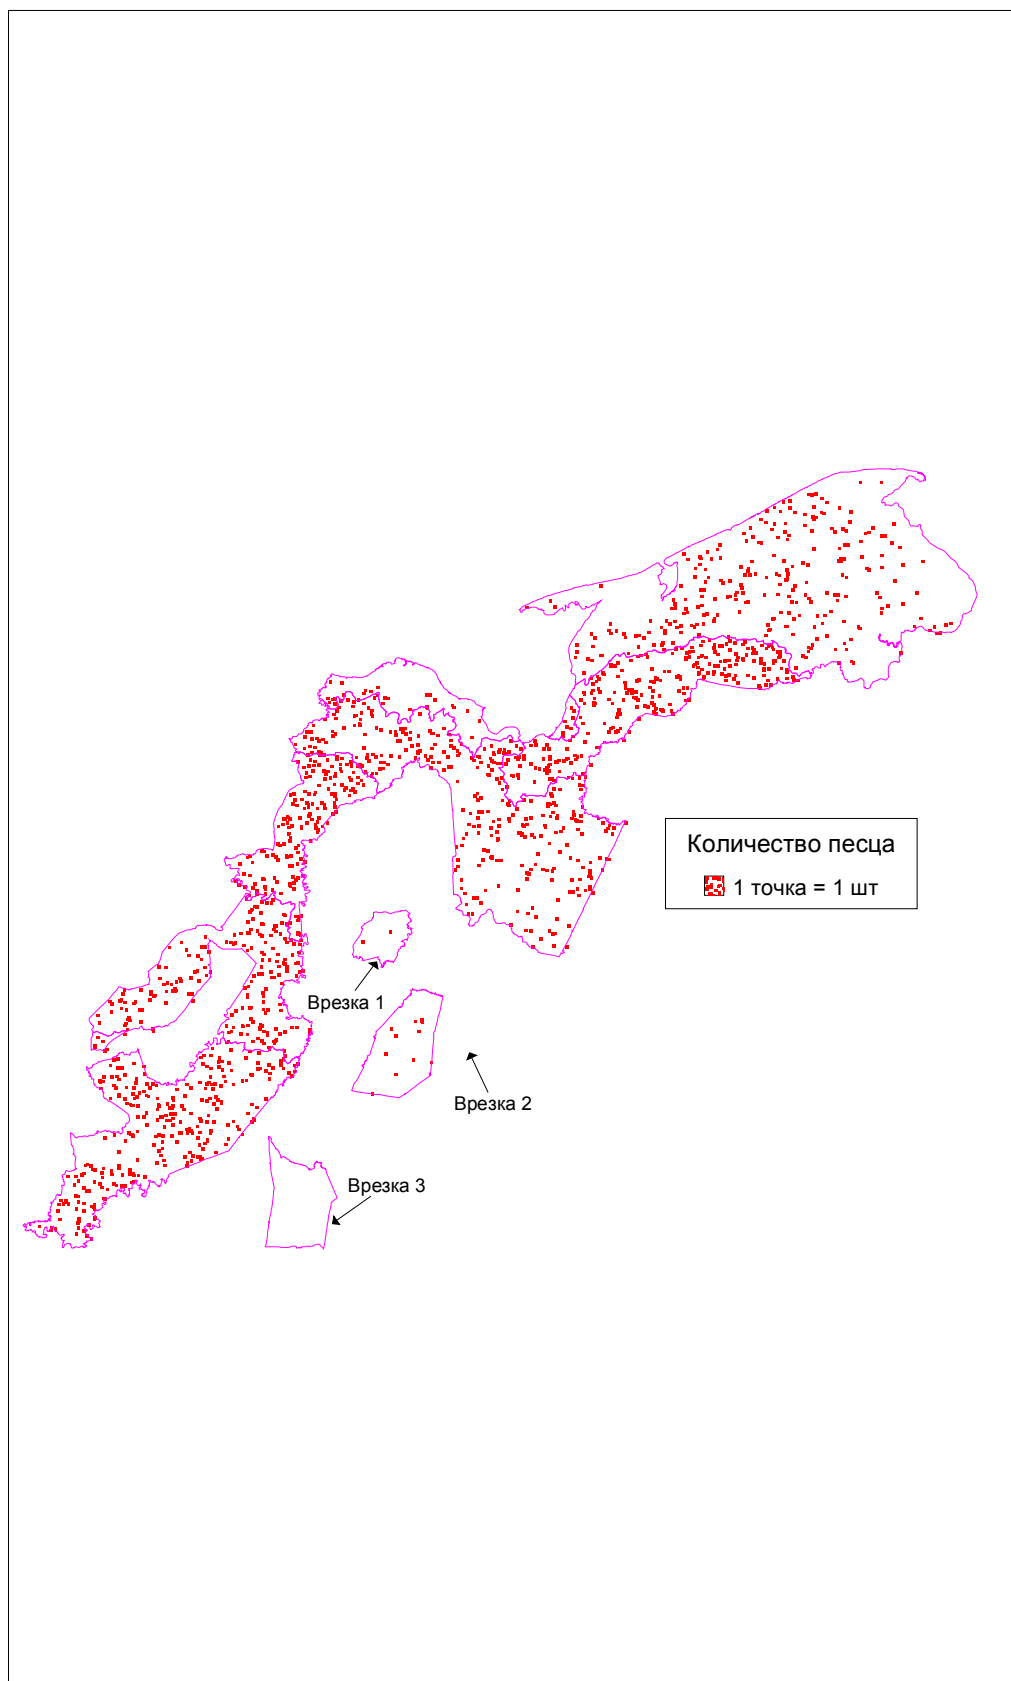 Количество песца
1 точка = 1 шт
Врезка 1
Врезка 2
Врезка 3